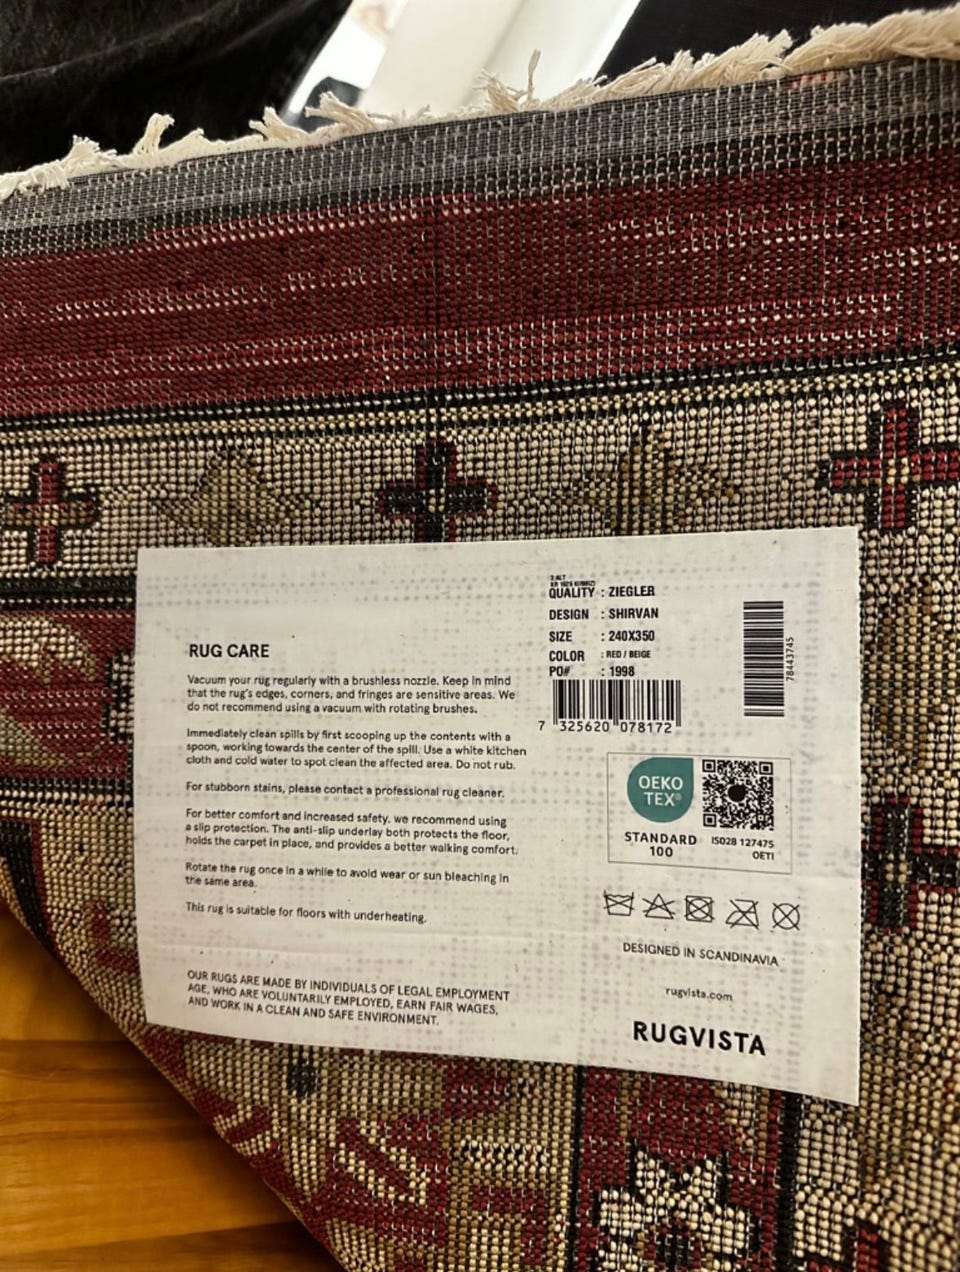 RUG CARE
Vacuum your rug regularly with a brushless nozzle. Keep in mind
that the rug's edges, corners, and fringes are sensitive areas. We
do not recommend using a vacuum with rotating brushes.
Immediately clean spills by first scooping up the contents with a
spoon, working towards the center of the spill. Use a white kitchen
cloth and cold water to spot clean the affected area. Do not rub.
For stubborn stains, please contact a professional rug cleaner.
For better comfort and increased safety, we recommend using
a slip protection. The anti-slip underlay both protects the floor,
holds the carpet in place, and provides a better walking comfort.
Rotate the rug once in a while to avoid wear or sun bleaching in
the same area.
This rug is suitable for floors with underheating.
OUR RUGS ARE MADE BY INDIVIDUALS OF LEGAL EMPLOYMENT
AGE, WHO ARE VOLUNTARILY EMPLOYED, EARN FAIR WAGES,
AND WORK IN A CLEAN AND SAFE ENVIRONMENT.
QUALITY : ZIEGLER
DESIGN : SHIRVAN
SIZE : 240X350
COLOR : RED / BEIGE
PO# : 1998
7 325620 078172
78443745
OEKO
TEX®
STANDARD
100
IS028 127475
OETI
DESIGNED IN SCANDINAVIA
rugvista.com
RUGVISTA